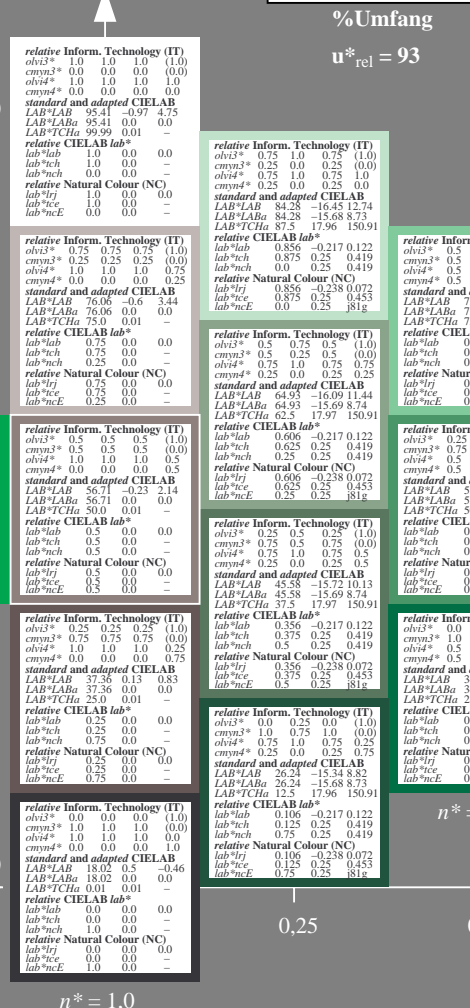 %Umfang
u*rel = 93
relative Inform. Technology (IT)
olvi3* 1.0 1.0 1.0 (1.0)
cmyn3* 0.0 0.0 0.0 (0.0)
olvi4* 1.0 1.0 1.0 1.0
cmyn4* 0.0 0.0 0.0 0.0
standard and adapted CIELAB
LAB*LAB 95.41 −0.97 4.75
LAB*LABa 95.41 0.0 0.0
LAB*TCHa 99.99 0.01 –
relative CIELAB lab*
lab*lab 1.0 0.0 0.0
lab*tch 1.0 0.0 –
lab*nch 0.0 0.0 –
relative Natural Colour (NC)
lab*lrj 1.0 0.0 0.0
lab*tce 1.0 0.0 –
lab*ncE 0.0 0.0 –
relative Inform. Technology (IT)
olvi3* 0.75 0.75 0.75 (1.0)
cmyn3* 0.25 0.25 0.25 (0.0)
olvi4* 1.0 1.0 1.0 0.75
cmyn4* 0.0 0.0 0.0 0.25
standard and adapted CIELAB
LAB*LAB 76.06 −0.6 3.44
LAB*LABa 76.06 0.0 0.0
LAB*TCHa 75.0 0.01 –
relative CIELAB lab*
lab*lab 0.75 0.0 0.0
lab*tch 0.75 0.0 –
lab*nch 0.25 0.0 –
relative Natural Colour (NC)
lab*lrj 0.75 0.0 0.0
lab*tce 0.75 0.0 –
lab*ncE 0.25 0.0 –
relative Inform. Technology (IT)
olvi3* 0.5 0.5 0.5 (1.0)
cmyn3* 0.5 0.5 0.5 (0.0)
olvi4* 1.0 1.0 1.0 0.5
cmyn4* 0.0 0.0 0.0 0.5
standard and adapted CIELAB
LAB*LAB 56.71 −0.23 2.14
LAB*LABa 56.71 0.0 0.0
LAB*TCHa 50.0 0.01 –
relative CIELAB lab*
lab*lab 0.5 0.0 0.0
lab*tch 0.5 0.0 –
lab*nch 0.5 0.0 –
relative Natural Colour (NC)
lab*lrj 0.5 0.0 0.0
lab*tce 0.5 0.0 –
lab*ncE 0.5 0.0 –
relative Inform. Technology (IT)
olvi3* 0.25 0.25 0.25 (1.0)
cmyn3* 0.75 0.75 0.75 (0.0)
olvi4* 1.0 1.0 1.0 0.25
cmyn4* 0.0 0.0 0.0 0.75
standard and adapted CIELAB
LAB*LAB 37.36 0.13 0.83
LAB*LABa 37.36 0.0 0.0
LAB*TCHa 25.0 0.01 –
relative CIELAB lab*
lab*lab 0.25 0.0 0.0
lab*tch 0.25 0.0 –
lab*nch 0.75 0.0 –
relative Natural Colour (NC)
lab*lrj 0.25 0.0 0.0
lab*tce 0.25 0.0 –
lab*ncE 0.75 0.0 –
relative Inform. Technology (IT)
olvi3* 0.0 0.0 0.0 (1.0)
cmyn3* 1.0 1.0 1.0 (0.0)
olvi4* 1.0 1.0 1.0 0.0
cmyn4* 0.0 0.0 0.0 1.0
standard and adapted CIELAB
LAB*LAB 18.02 0.5 −0.46
LAB*LABa 18.02 0.0 0.0
LAB*TCHa 0.01 0.01 –
relative CIELAB lab*
lab*lab 0.0 0.0 0.0
lab*tch 0.0 0.0 –
lab*nch 1.0 0.0 –
relative Natural Colour (NC)
lab*lrj 0.0 0.0 0.0
lab*tce 0.0 0.0 –
lab*ncE 1.0 0.0 –
n* = 1,0
relative Inform. Technology (IT)
olvi3* 0.75 1.0 0.75 (1.0)
cmyn3* 0.25 0.0 0.25 (0.0)
olvi4* 0.75 1.0 0.75 1.0
cmyn4* 0.25 0.0 0.25 0.0
standard and adapted CIELAB
LAB*LAB 84.28 −16.45 12.74
LAB*LABa 84.28 −15.68 8.73
LAB*TCHa 87.5 17.96 150.91
relative CIELAB lab*
lab*lab 0.856 −0.217 0.122
lab*tch 0.875 0.25 0.419
lab*nch 0.0 0.25 0.419
relative Natural Colour (NC)
lab*lrj 0.856 −0.238 0.072
lab*tce 0.875 0.25 0.453
lab*ncE 0.0 0.25 j81g
relative Inform. Technology (IT)
olvi3* 0.5 0.75 0.5 (1.0)
cmyn3* 0.5 0.25 0.5 (0.0)
olvi4* 0.75 1.0 0.75 0.75
cmyn4* 0.25 0.0 0.25 0.25
standard and adapted CIELAB
LAB*LAB 64.93 −16.09 11.44
LAB*LABa 64.93 −15.69 8.74
LAB*TCHa 62.5 17.97 150.91
relative CIELAB lab*
lab*lab 0.606 −0.217 0.122
lab*tch 0.625 0.25 0.419
lab*nch 0.25 0.25 0.419
relative Natural Colour (NC)
lab*lrj 0.606 −0.238 0.072
lab*tce 0.625 0.25 0.453
lab*ncE 0.25 0.25 j81g
relative Inform. Technology (IT)
olvi3* 0.25 0.5 0.25 (1.0)
cmyn3* 0.75 0.5 0.75 (0.0)
olvi4* 0.75 1.0 0.75 0.5
cmyn4* 0.25 0.0 0.25 0.5
standard and adapted CIELAB
LAB*LAB 45.58 −15.72 10.13
LAB*LABa 45.58 −15.69 8.74
LAB*TCHa 37.5 17.97 150.91
relative CIELAB lab*
lab*lab 0.356 −0.217 0.122
lab*tch 0.375 0.25 0.419
lab*nch 0.5 0.25 0.419
relative Natural Colour (NC)
lab*lrj 0.356 −0.238 0.072
lab*tce 0.375 0.25 0.453
lab*ncE 0.5 0.25 j81g
relative Inform. Technology (IT)
olvi3* 0.0 0.25 0.0 (1.0)
cmyn3* 1.0 0.75 1.0 (0.0)
olvi4* 0.75 1.0 0.75 0.25
cmyn4* 0.25 0.0 0.25 0.75
standard and adapted CIELAB
LAB*LAB 26.24 −15.34 8.82
LAB*LABa 26.24 −15.68 8.73
LAB*TCHa 12.5 17.96 150.91
relative CIELAB lab*
lab*lab 0.106 −0.217 0.122
lab*tch 0.125 0.25 0.419
lab*nch 0.75 0.25 0.419
relative Natural Colour (NC)
lab*lrj 0.106 −0.238 0.072
lab*tce 0.125 0.25 0.453
lab*ncE 0.75 0.25 j81g
0,25
olvi3* 0.5
cmyn3* 0.5
olvi4* 0.5
cmyn4* 0.5
olvi3* 0.25
cmyn3* 0.75
olvi4* 0.5
cmyn4* 0.5
olvi3* 0.0
cmyn3* 1.0
olvi4* 0.5
cmyn4* 0.5
n* =